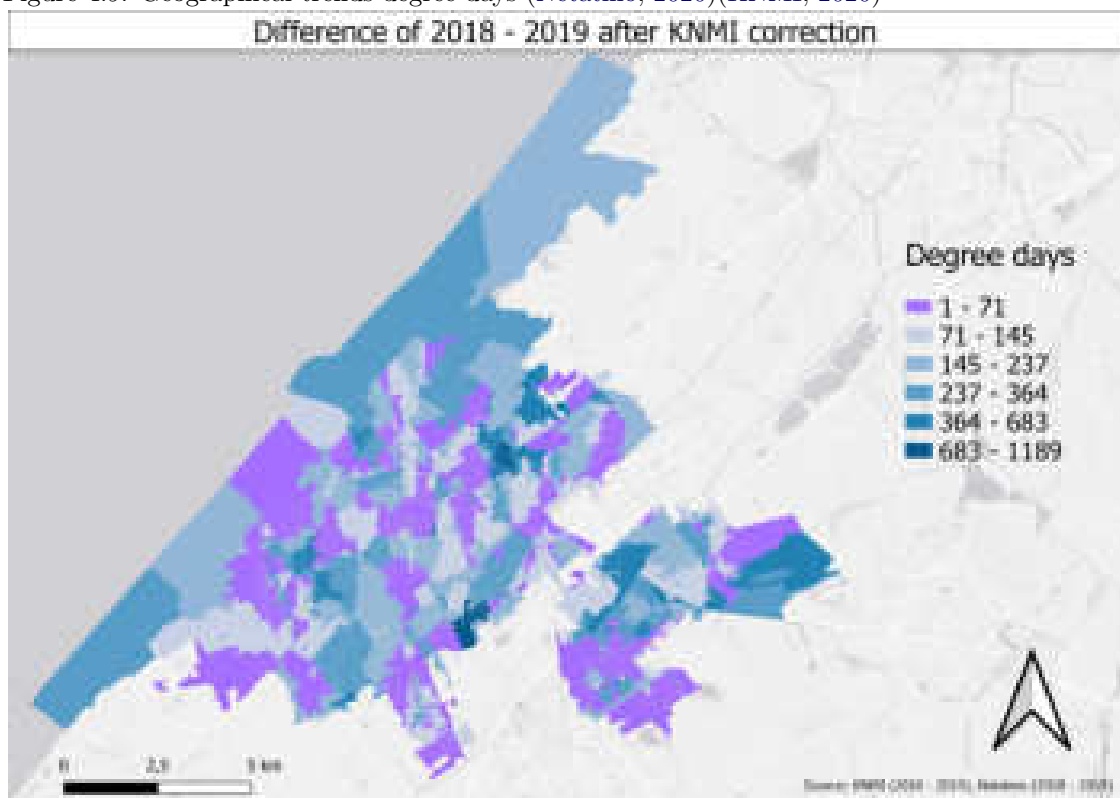 Difference of 2018 - 2019 after KNMI correction
Degree days
1 - 71
71 - 145
145 - 237
237 - 364
364 - 683
683 - 1189
0 2,5 5 km